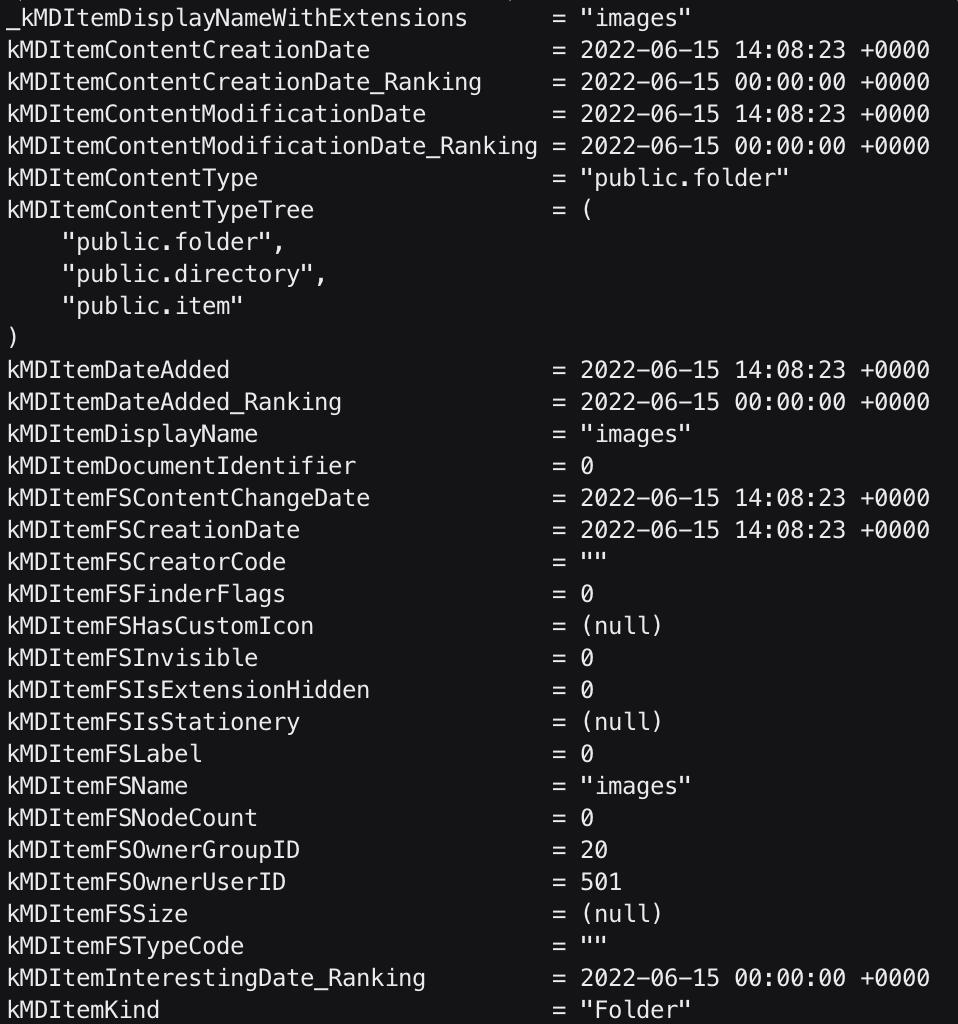 _kMDItemDisplayNameWithExtensions      = "images"
kMDItemContentCreationDate             = 2022-06-15 14:08:23 +0000
kMDItemContentCreationDate_Ranking     = 2022-06-15 00:00:00 +0000
kMDItemContentModificationDate         = 2022-06-15 14:08:23 +0000
kMDItemContentModificationDate_Ranking = 2022-06-15 00:00:00 +0000
kMDItemContentType                     = "public.folder"
kMDItemContentTypeTree                 = (
    "public.folder",
    "public.directory",
    "public.item"
)
kMDItemDateAdded                       = 2022-06-15 14:08:23 +0000
kMDItemDateAdded_Ranking               = 2022-06-15 00:00:00 +0000
kMDItemDisplayName                     = "images"
kMDItemDocumentIdentifier              = 0
kMDItemFSContentChangeDate             = 2022-06-15 14:08:23 +0000
kMDItemFSCreationDate                  = 2022-06-15 14:08:23 +0000
kMDItemFSCreatorCode                   = ""
kMDItemFSFinderFlags                   = 0
kMDItemFSHasCustomIcon                 = (null)
kMDItemFSInvisible                     = 0
kMDItemFSIsExtensionHidden             = 0
kMDItemFSIsStationery                  = (null)
kMDItemFSLabel                         = 0
kMDItemFSName                          = "images"
kMDItemFSNodeCount                     = 0
kMDItemFSOwnerGroupID                  = 20
kMDItemFSOwnerUserID                   = 501
kMDItemFSSize                          = (null)
kMDItemFSTypeCode                      = ""
kMDItemInterestingDate_Ranking         = 2022-06-15 00:00:00 +0000
kMDItemKind                            = "Folder"